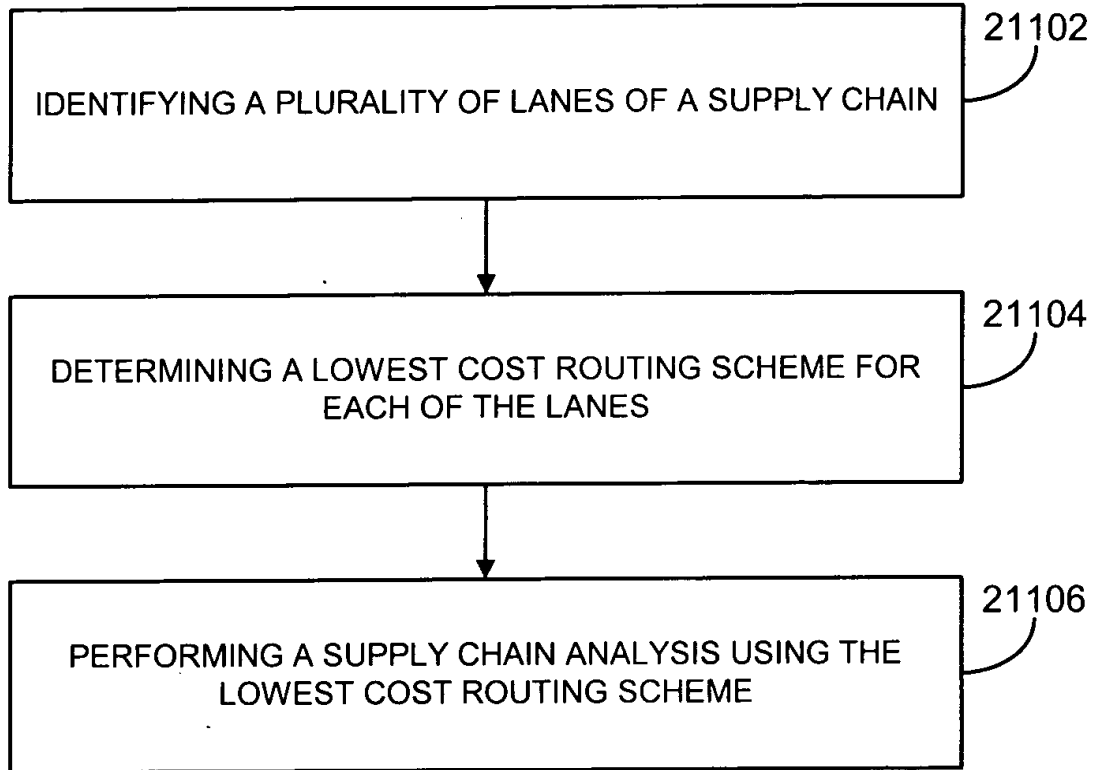 21102
IDENTIFYING A PLURALITY OF LANES OF A SUPPLY CHAIN
21104
DETERMINING A LOWEST COST ROUTING SCHEME FOR
EACH OF THE LANES
21106
PERFORMING A SUPPLY CHAIN ANALYSIS USING THE
LOWEST COST ROUTING SCHEME